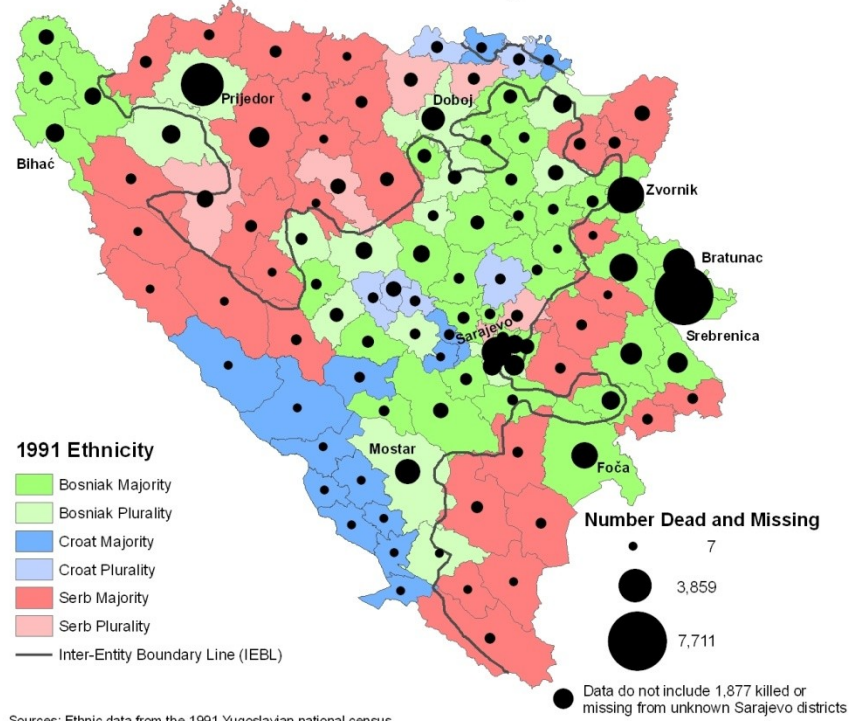 Prijedor
Doboj
Bihać
Zvornik
Bratunac
Srebrenica
Sarajevo
Mostar
Foča
1991 Ethnicity
Bosniak Majority
Bosniak Plurality
Croat Majority
Croat Plurality
Serb Majority
Serb Plurality
Inter-Entity Boundary Line (IEBL)
Number Dead and Missing
7
3,859
7,711
Data do not include 1,877 killed or
missing from unknown Sarajevo districts
Sources: Ethnic data from the 1991 Yugoslavian national census